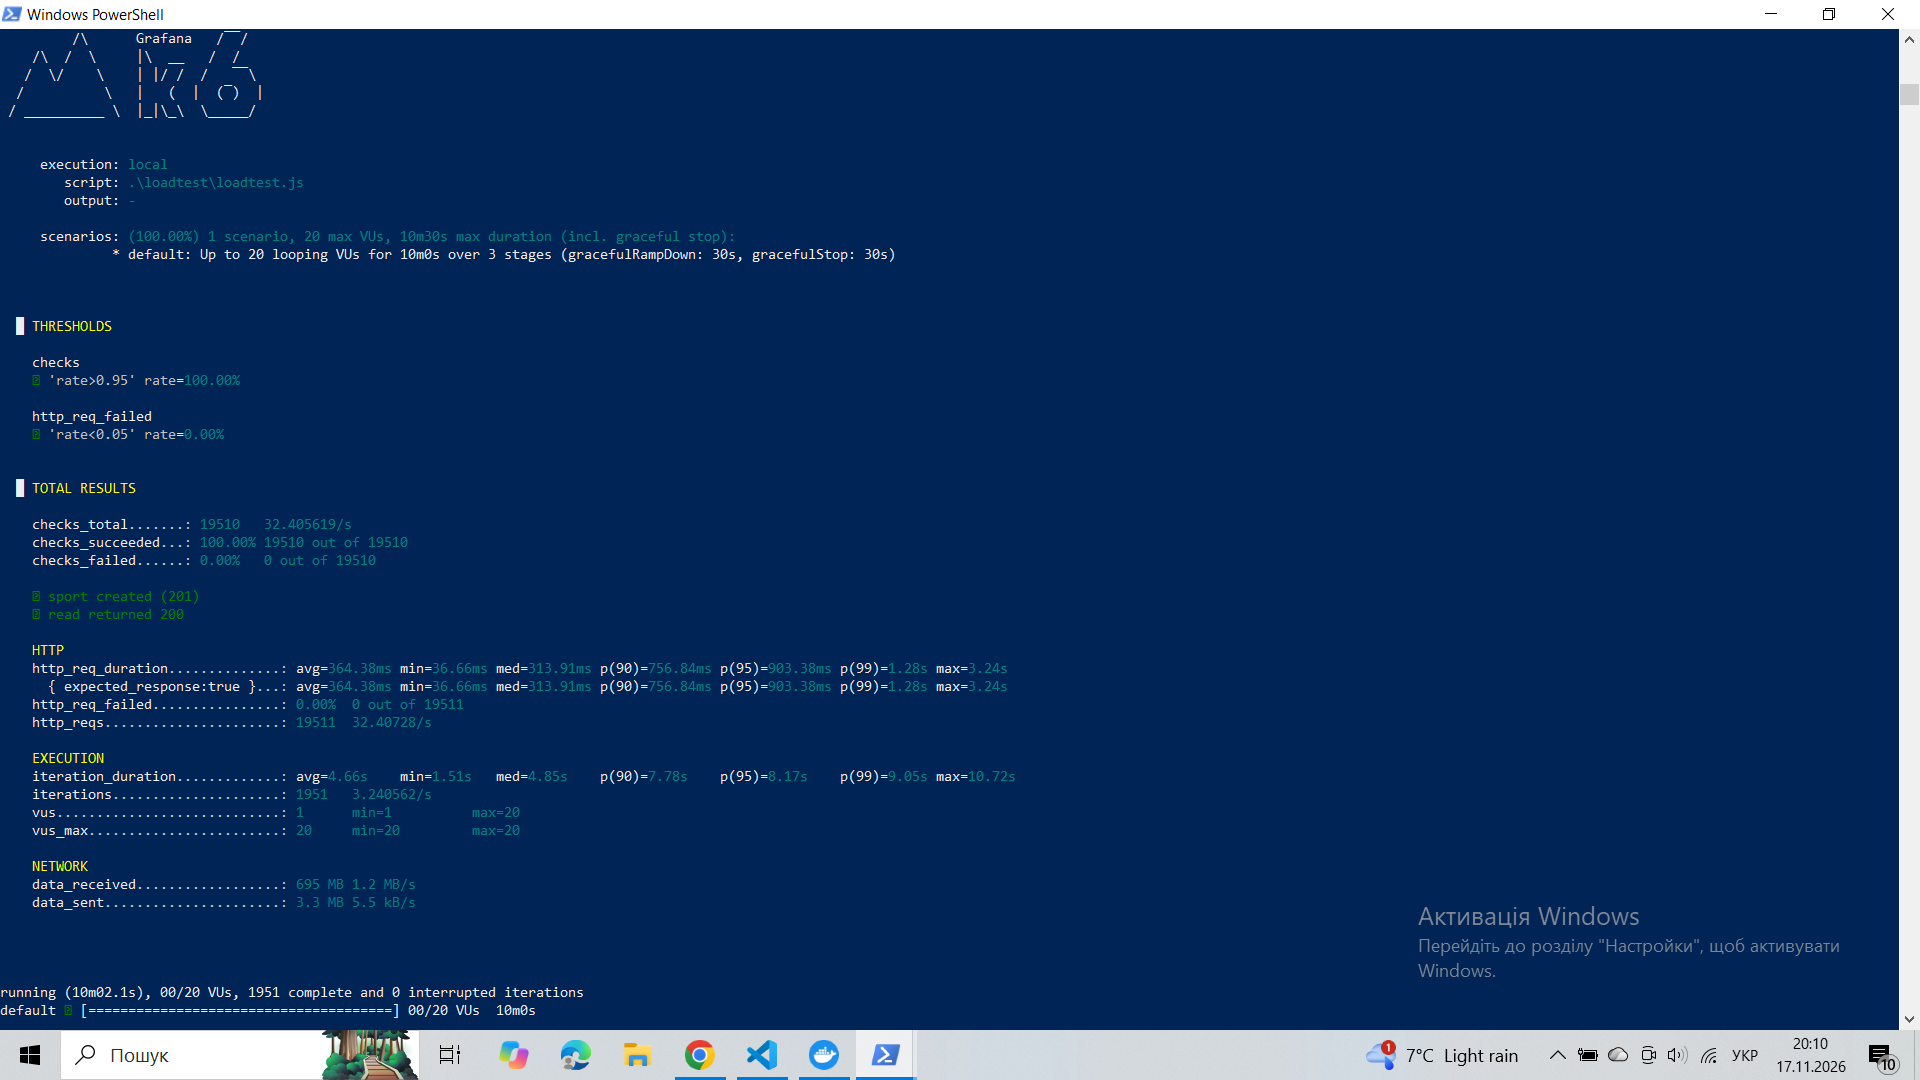 Windows PowerShell
Grafana
execution: local
script: .\loadtest\loadtest.js
output: -
scenarios: (100.00%) 1 scenario, 20 max VUs, 10m30s max duration (incl. graceful stop):
* default: Up to 20 looping VUs for 10m0s over 3 stages (gracefulRampDown: 30s, gracefulStop: 30s)
THRESHOLDS
checks
'rate>0.95' rate=100.00%
http_req_failed
'rate<0.05' rate=0.00%
TOTAL RESULTS
checks_total.......: 19510 32.405619/s
checks_succeeded...: 100.00% 19510 out of 19510
checks_failed......: 0.00% 0 out of 19510
sport created (201)
read returned 200
HTTP
http_req_duration..............: avg=364.38ms min=36.66ms med=313.91ms p(90)=756.84ms p(95)=903.38ms p(99)=1.28s max=3.24s
{ expected_response:true }...: avg=364.38ms min=36.66ms med=313.91ms p(90)=756.84ms p(95)=903.38ms p(99)=1.28s max=3.24s
http_req_failed................: 0.00% 0 out of 19511
http_reqs......................: 19511 32.40728/s
EXECUTION
iteration_duration.............: avg=4.66s min=1.51s med=4.85s p(90)=7.78s p(95)=8.17s p(99)=9.05s max=10.72s
iterations.....................: 1951 3.240562/s
vus............................: 1 min=1 max=20
vus_max........................: 20 min=20 max=20
NETWORK
data_received..................: 695 MB 1.2 MB/s
data_sent......................: 3.3 MB 5.5 kB/s
Активація Windows
Перейдіть до розділу "Настройки", щоб активувати
Windows.
running (10m02.1s), 00/20 VUs, 1951 complete and 0 interrupted iterations
default [======================================] 00/20 VUs 10m0s
Пошук
1
7°C Light rain
УКР
20:10
17.11.2026
10